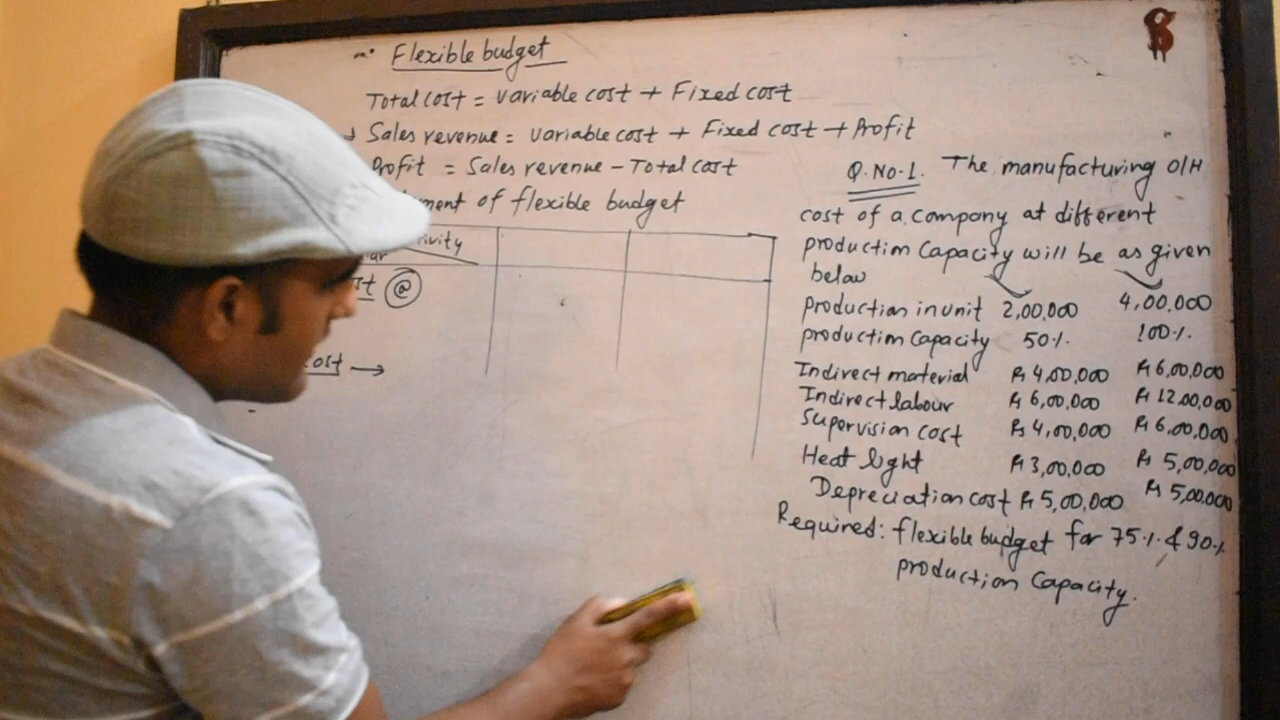 Flexible budget
Total cost = Variable cost + Fixed cost
Sales revenue = Variable cost + Fixed cost + Profit
Profit = Sales revenue - Total cost
ment of flexible budget
tivity
ost @
cost →
Q.No.1. The manufacturing O/H
cost of a company at different
production Capacity will be as given
below
production in unit 2,00,000 4,00,000
production Capacity 50% 100%
Indirect material Rs 4,00,000 Rs 6,00,000
Indirect labour Rs 6,00,000 Rs 12,00,000
Supervision cost Rs 4,00,000 Rs 6,00,000
Heat light Rs 3,00,000 Rs 5,00,000
Depreciation cost Rs 5,00,000 Rs 5,00,000
Required: flexible budget for 75% & 90%
production Capacity.